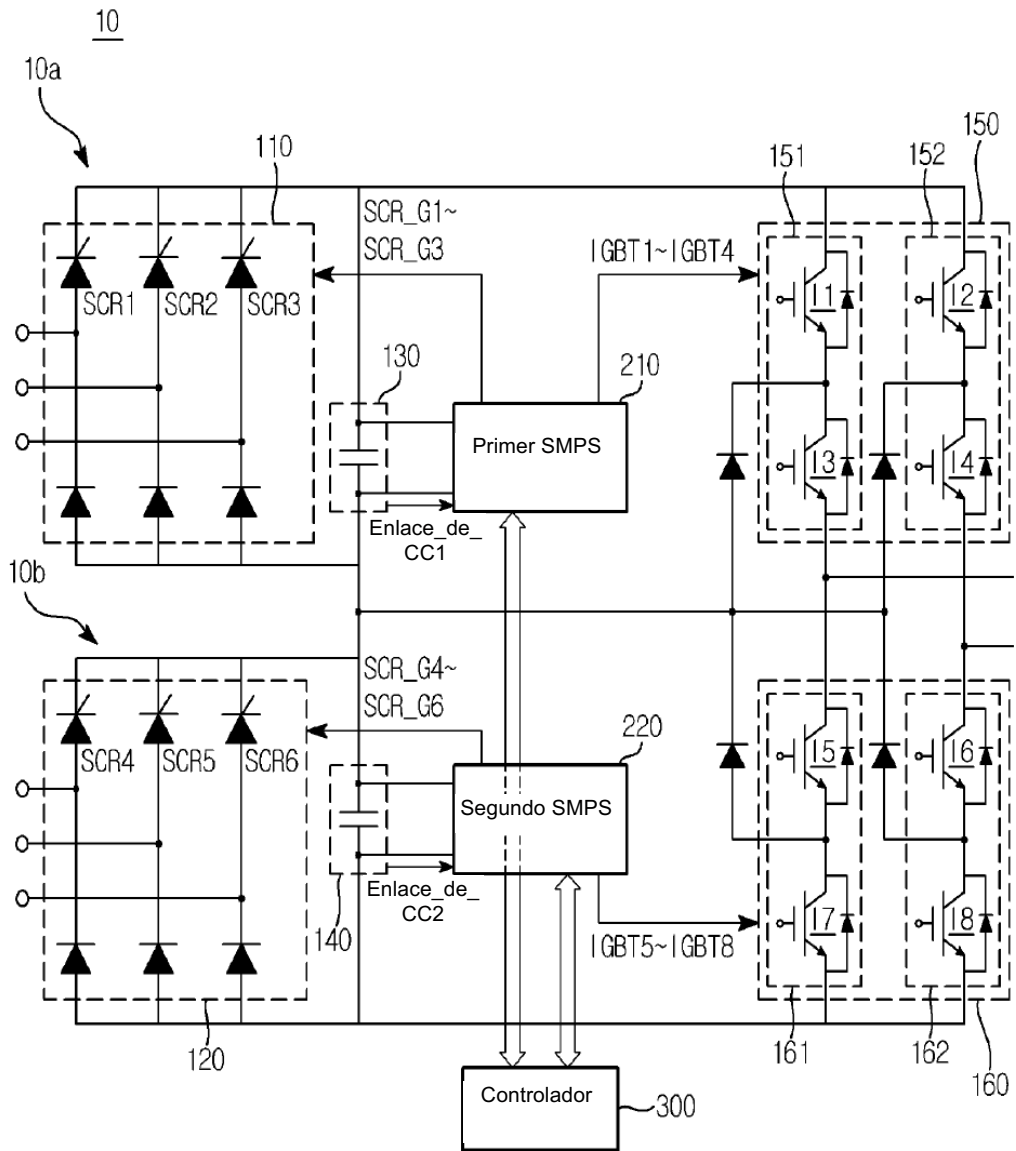 10
10a
110
SCR_G1~
SCR_G3
SCR1
SCR2
SCR3
130
210
Primer SMPS
Enlace_de_
CC1
IGBT1~IGBT4
151
152
150
I1
I2
I3
I4
10b
SCR_G4~
SCR_G6
SCR4
SCR5
SCR6
220
Segundo SMPS
Enlace_de_
CC2
140
IGBT5~IGBT8
I5
I6
I7
I8
120
161
162
160
Controlador
300